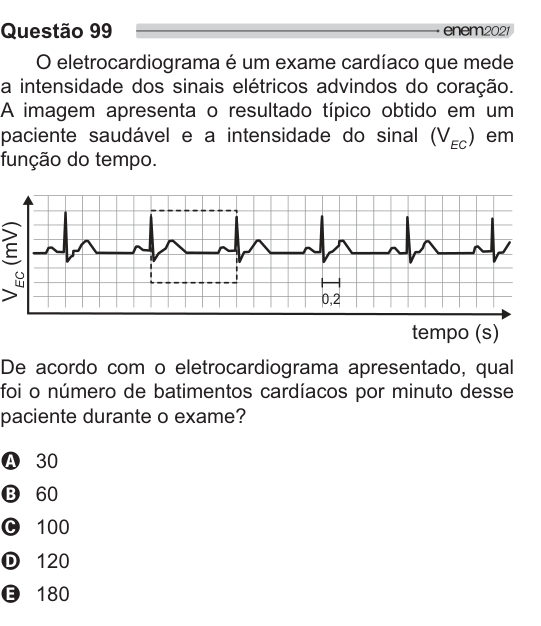 Questão 99
enem2021
O eletrocardiograma é um exame cardíaco que mede
a intensidade dos sinais elétricos advindos do coração.
A imagem apresenta o resultado típico obtido em um
paciente saudável e a intensidade do sinal (V_EC) em
função do tempo.
V_EC (mV)
0,2
tempo (s)
De acordo com o eletrocardiograma apresentado, qual
foi o número de batimentos cardíacos por minuto desse
paciente durante o exame?
A 30
B 60
C 100
D 120
E 180